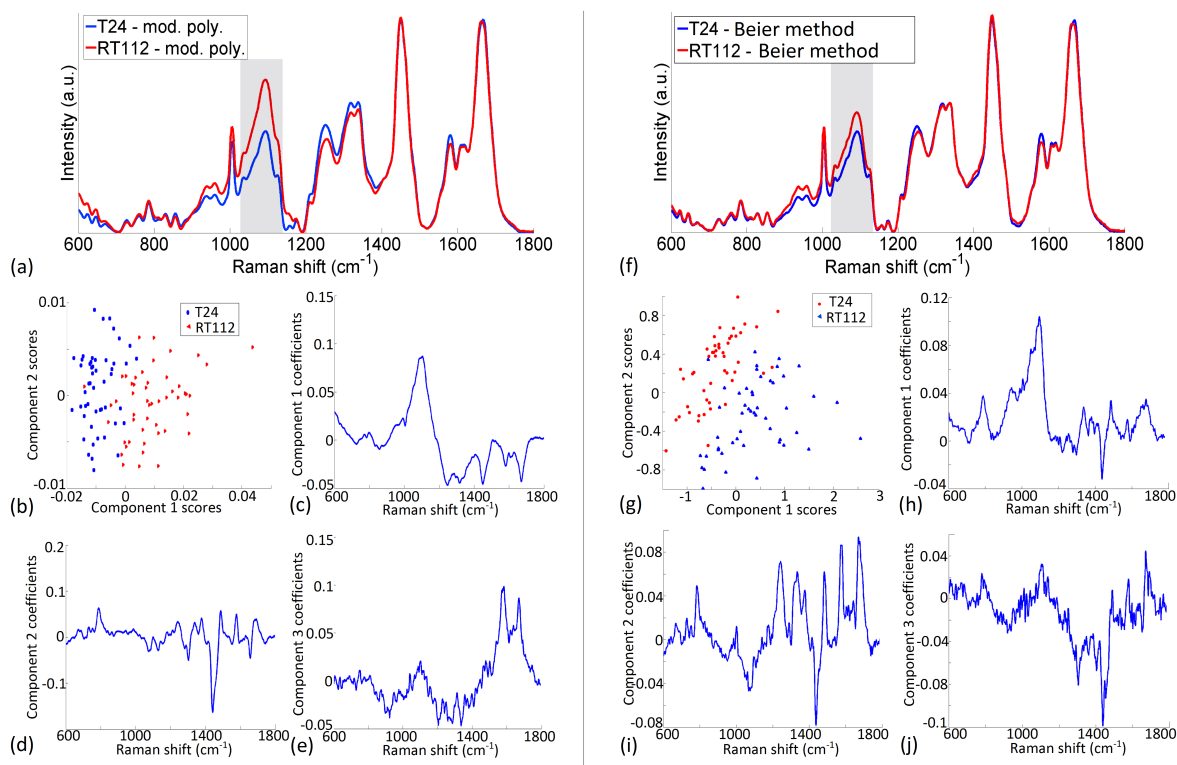 T24 - mod. poly.
RT112 - mod. poly.
Intensity (a.u.)
600 800 1000 1200 1400 1600 1800
Raman shift (cm-1)
(a)
T24 - Beier method
RT112 - Beier method
Intensity (a.u.)
600 800 1000 1200 1400 1600 1800
Raman shift (cm-1)
(f)
0.01
0
-0.01
Component 2 scores
T24
RT112
-0.02 0 0.02 0.04
Component 1 scores
(b)
0.15
0.10
0.05
0
-0.05
Component 1 coefficients
600 1000 1400 1800
Raman shift (cm-1)
(c)
0.8
0.4
0
-0.4
-0.8
Component 2 scores
T24
RT112
-1 0 1 2 3
Component 1 scores
(g)
0.12
0.08
0.04
0
-0.04
Component 1 coefficients
600 1000 1400 1800
Raman shift (cm-1)
(h)
0.2
0.1
0
-0.1
Component 2 coefficients
600 1000 1400 1800
Raman shift (cm-1)
(d)
0.15
0.1
0.05
0
-0.05
Component 3 coefficients
600 1000 1400 1800
Raman shift (cm-1)
(e)
0.08
0.04
0
-0.04
-0.08
Component 2 coefficients
600 1000 1400 1800
Raman shift (cm-1)
(i)
0.04
0
-0.04
-0.08
-0.1
Component 3 coefficients
600 1000 1400 1800
Raman shift (cm-1)
(j)